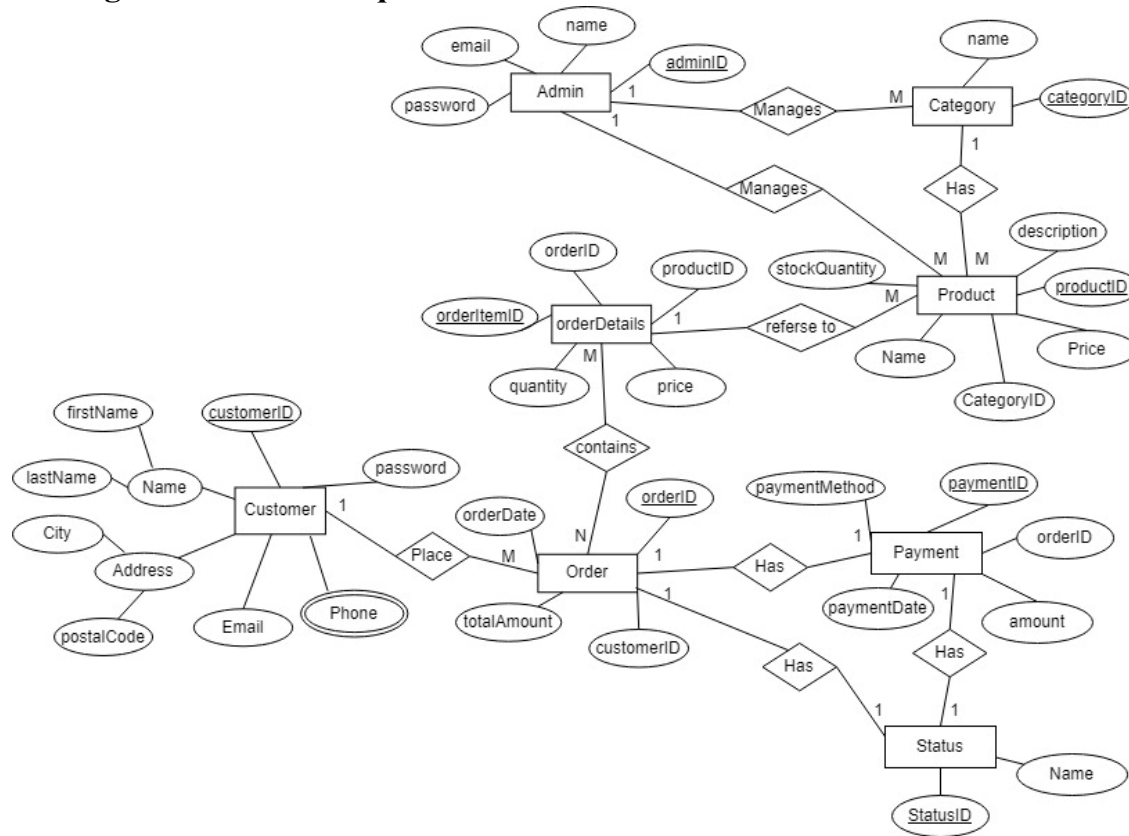 name
name
email
adminID
Admin
1
Manages
M
Category
categoryID
password
1
1
Has
Manages
description
orderID
productID
stockQuantity
M
M
productID
M
Product
orderItemID
orderDetails
1
referse to
Name
Price
M
quantity
price
CategoryID
firstName
customerID
contains
lastName
Name
password
paymentMethod
paymentID
orderID
Customer
1
orderDate
City
N
1
orderID
Place
M
1
Has
Payment
Address
Order
Phone
1
paymentDate
1
postalCode
Email
totalAmount
amount
customerID
Has
Has
1
1
Status
Name
StatusID